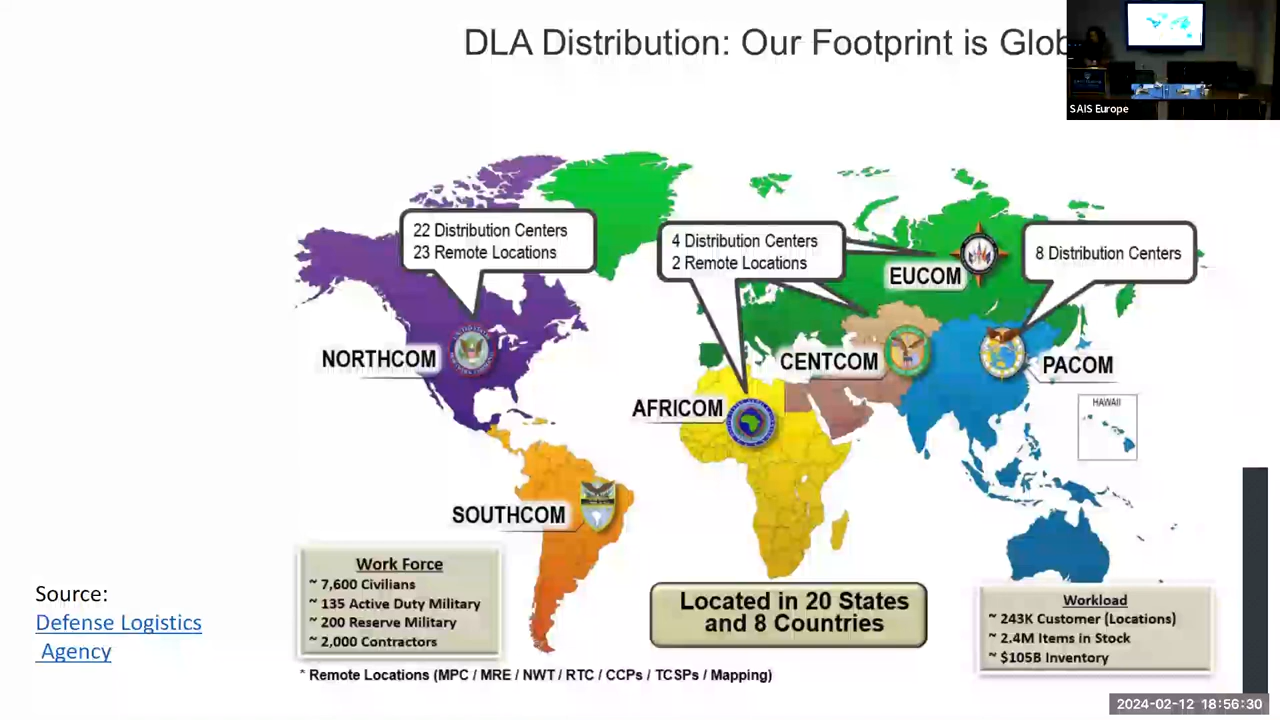 DLA Distribution: Our Footprint is Glob
SAIS Europe
22 Distribution Centers
23 Remote Locations
4 Distribution Centers
2 Remote Locations
8 Distribution Centers
EUCOM
NORTHCOM
CENTCOM
PACOM
AFRICOM
HAWAII
SOUTHCOM
Work Force
~ 7,600 Civilians
~ 135 Active Duty Military
~ 200 Reserve Military
~ 2,000 Contractors
Located in 20 States
and 8 Countries
Workload
~ 243K Customer (Locations)
~ 2.4M Items in Stock
~ $105B Inventory
Source:
Defense Logistics
Agency
* Remote Locations (MPC / MRE / NWT / RTC / CCPs / TCSPs / Mapping)
2024-02-12 18:56:30